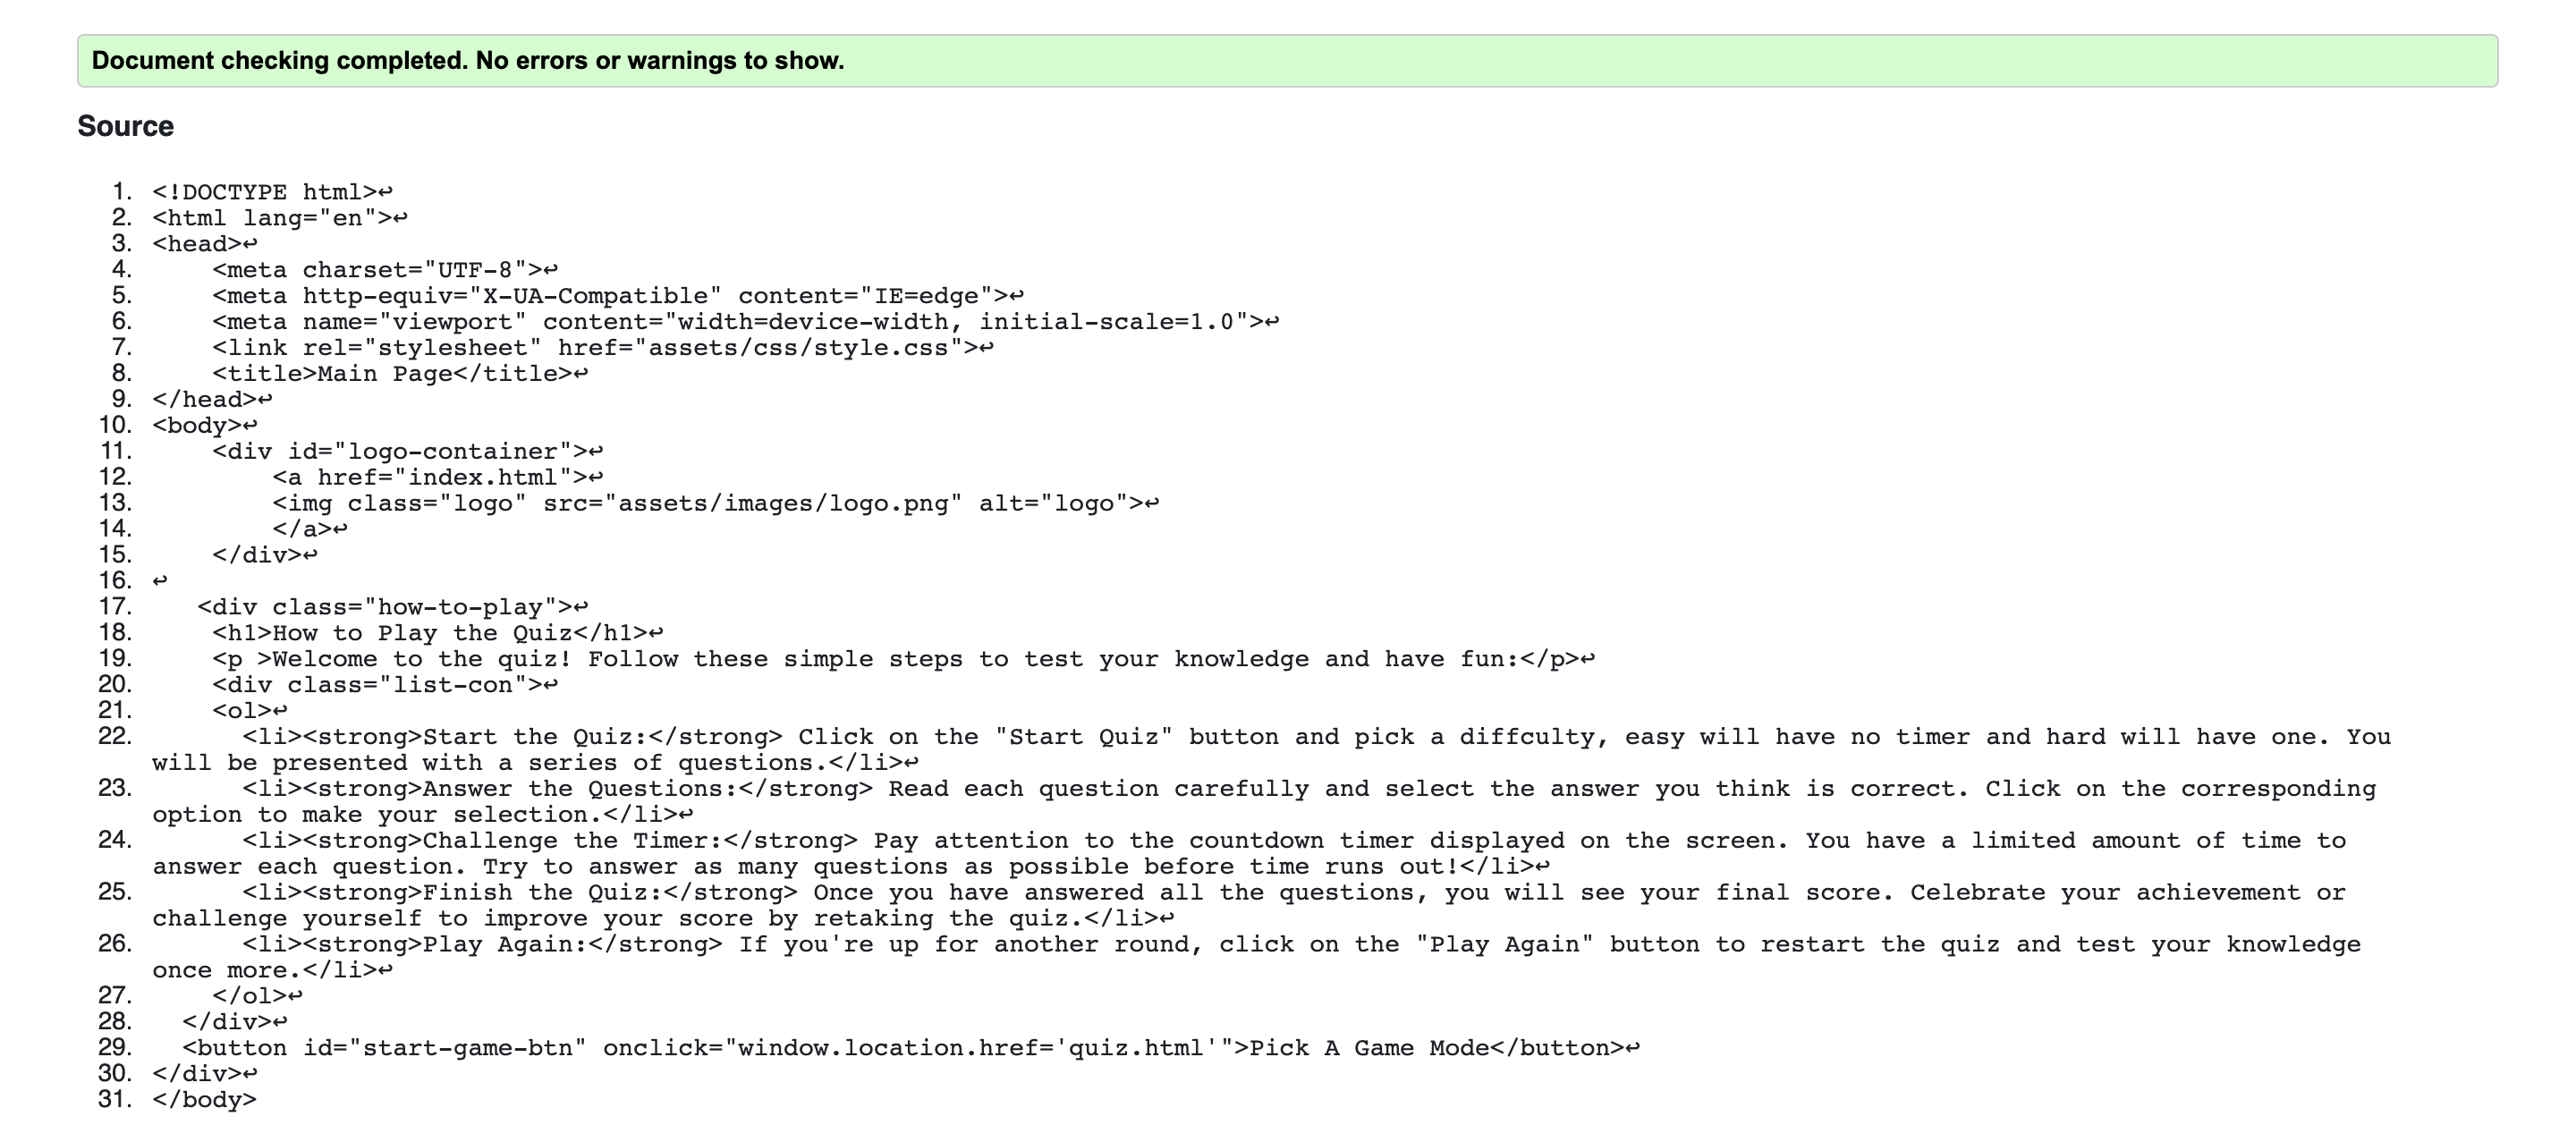 Document checking completed. No errors or warnings to show.
Source
1. <!DOCTYPE html>↩
2. <html lang="en">↩
3. <head>↩
4.     <meta charset="UTF-8">↩
5.     <meta http-equiv="X-UA-Compatible" content="IE=edge">↩
6.     <meta name="viewport" content="width=device-width, initial-scale=1.0">↩
7.     <link rel="stylesheet" href="assets/css/style.css">↩
8.     <title>Main Page</title>↩
9. </head>↩
10. <body>↩
11.     <div id="logo-container">↩
12.         <a href="index.html">↩
13.         <img class="logo" src="assets/images/logo.png" alt="logo">↩
14.         </a>↩
15.     </div>↩
16. ↩
17.    <div class="how-to-play">↩
18.     <h1>How to Play the Quiz</h1>↩
19.     <p >Welcome to the quiz! Follow these simple steps to test your knowledge and have fun:</p>↩
20.     <div class="list-con">↩
21.     <ol>↩
22.       <li><strong>Start the Quiz:</strong> Click on the "Start Quiz" button and pick a diffculty, easy will have no timer and hard will have one. You
will be presented with a series of questions.</li>↩
23.       <li><strong>Answer the Questions:</strong> Read each question carefully and select the answer you think is correct. Click on the corresponding
option to make your selection.</li>↩
24.       <li><strong>Challenge the Timer:</strong> Pay attention to the countdown timer displayed on the screen. You have a limited amount of time to
answer each question. Try to answer as many questions as possible before time runs out!</li>↩
25.       <li><strong>Finish the Quiz:</strong> Once you have answered all the questions, you will see your final score. Celebrate your achievement or
challenge yourself to improve your score by retaking the quiz.</li>↩
26.       <li><strong>Play Again:</strong> If you're up for another round, click on the "Play Again" button to restart the quiz and test your knowledge
once more.</li>↩
27.     </ol>↩
28.   </div>↩
29.   <button id="start-game-btn" onclick="window.location.href='quiz.html'">Pick A Game Mode</button>↩
30. </div>↩
31. </body>